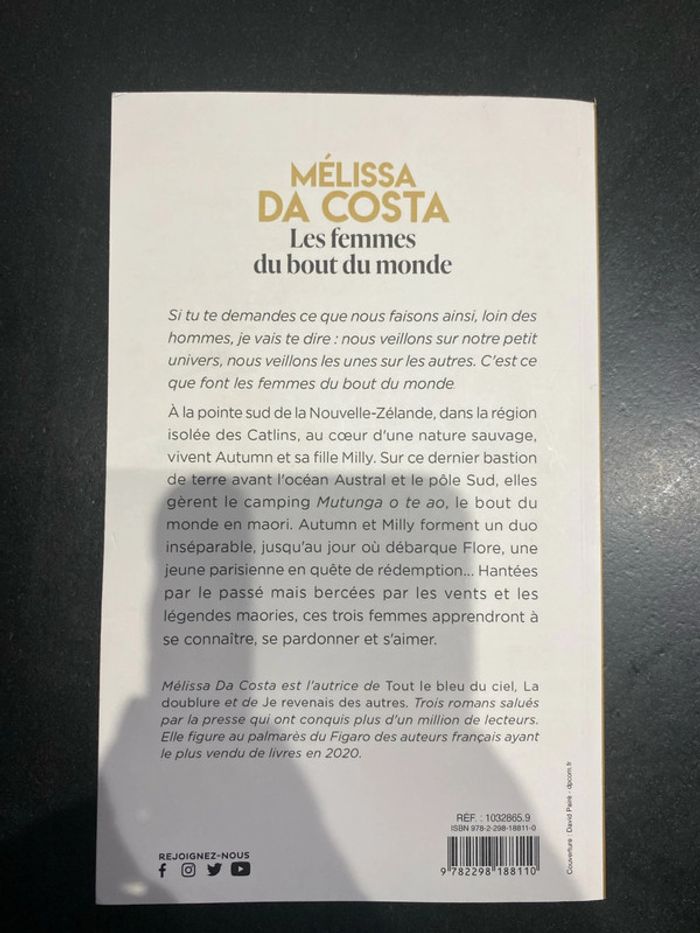 MÉLISSA
DA COSTA
Les femmes
du bout du monde
Si tu te demandes ce que nous faisons ainsi, loin des
hommes, je vais te dire : nous veillons sur notre petit
univers, nous veillons les unes sur les autres. C'est ce
que font les femmes du bout du monde
À la pointe sud de la Nouvelle-Zélande, dans la région
isolée des Catlins, au cœur d'une nature sauvage,
vivent Autumn et sa fille Milly. Sur ce dernier bastion
de terre avant l'océan Austral et le pôle Sud, elles
gèrent le camping Mutunga o te ao, le bout du
monde en maori. Autumn et Milly forment un duo
inséparable, jusqu'au jour où débarque Flore, une
jeune parisienne en quête de rédemption... Hantées
par le passé mais bercées par les vents et les
légendes maories, ces trois femmes apprendront à
se connaître, se pardonner et s'aimer.
Mélissa Da Costa est l'autrice de Tout le bleu du ciel, La
doublure et de Je revenais des autres. Trois romans salués
par la presse qui ont conquis plus d'un million de lecteurs.
Elle figure au palmarès du Figaro des auteurs français ayant
le plus vendu de livres en 2020.
RÉF. : 1032865.9
ISBN 978-2-298-18811-0
9 782298 188110
REJOIGNEZ-NOUS
Couverture : David Pairé - dpcom.fr